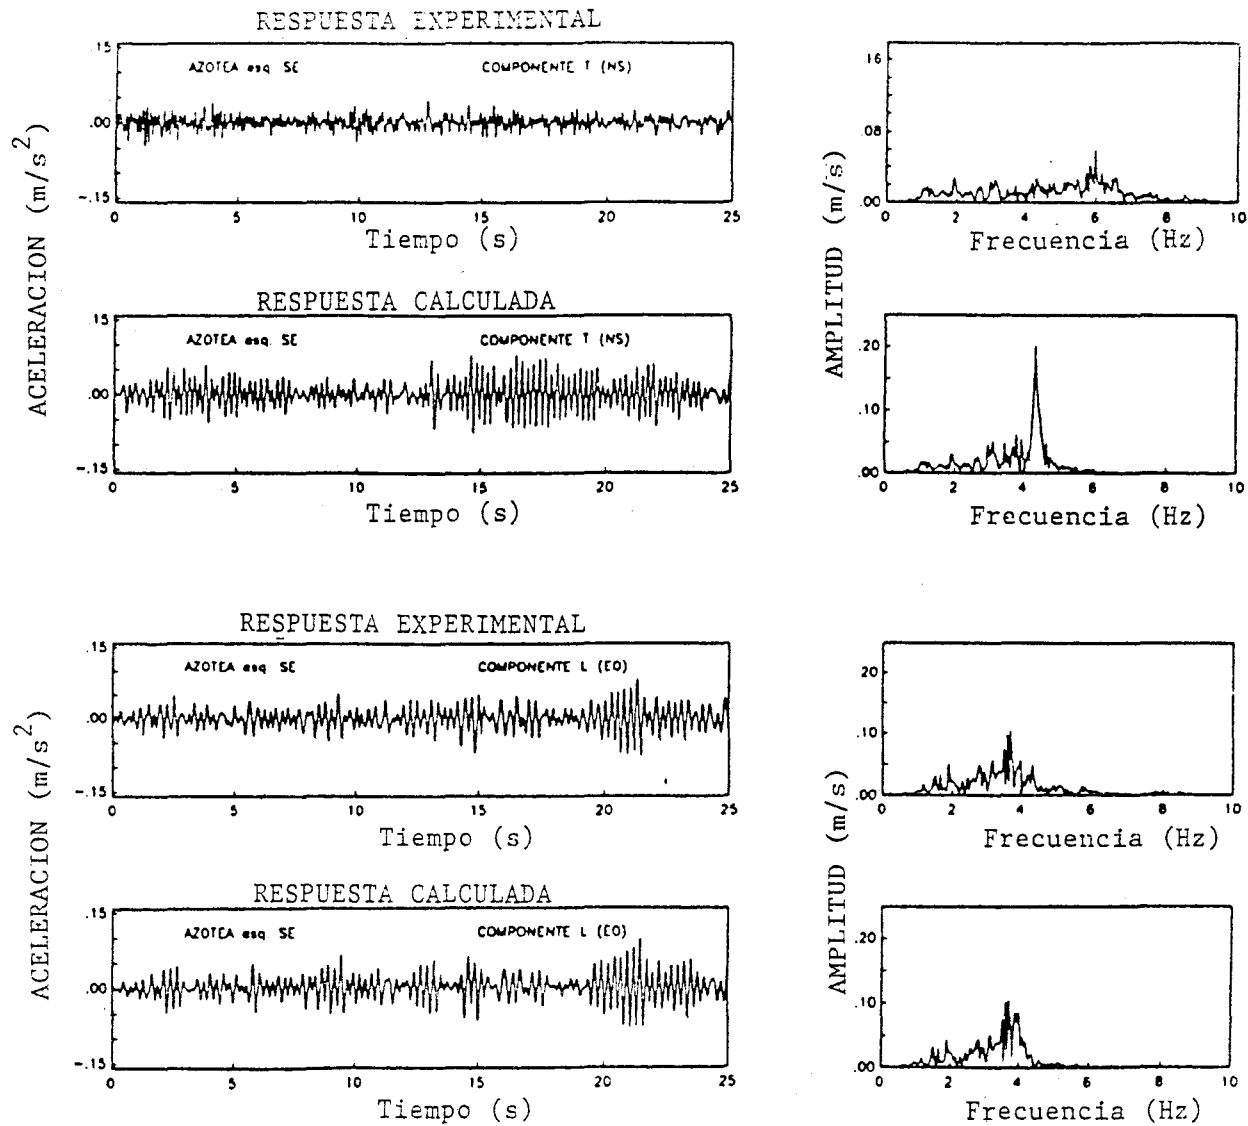 RESPUESTA EXPERIMENTAL
AZOTEA esq. SE
COMPONENTE T (NS)
.15
.00
-.15
0 5 10 15 20 25
Tiempo (s)
16
0.08
.00
0 2 4 6 8 10
Frecuencia (Hz)
ACELERACION (m/s²)
AMPLITUD (m/s)
RESPUESTA CALCULADA
AZOTEA esq. SE
COMPONENTE T (NS)
.15
.00
-.15
0 5 10 15 20 25
Tiempo (s)
.20
.10
.00
0 2 4 6 8 10
Frecuencia (Hz)
RESPUESTA EXPERIMENTAL
AZOTEA esq. SE
COMPONENTE L (EO)
.15
.00
-.15
0 5 10 15 20 25
Tiempo (s)
.20
.10
.00
0 2 4 6 8 10
Frecuencia (Hz)
ACELERACION (m/s²)
AMPLITUD (m/s)
RESPUESTA CALCULADA
AZOTEA esq. SE
COMPONENTE L (EO)
.15
.00
-.15
0 5 10 15 20 25
Tiempo (s)
.20
.10
.00
0 2 4 6 8 10
Frecuencia (Hz)